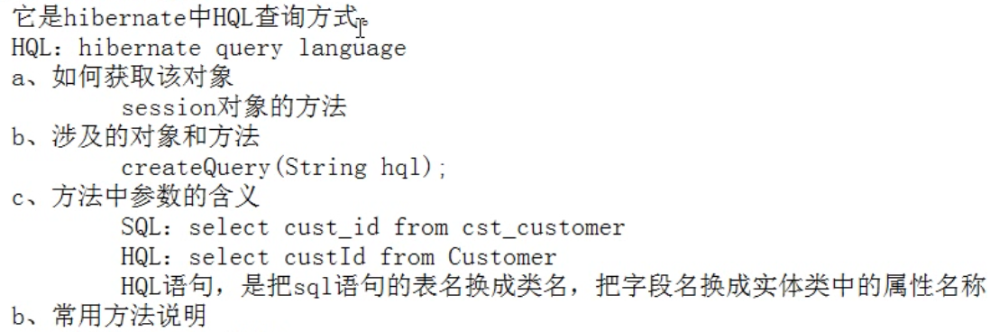 它是hibernate中HQL查询方式。
HQL：hibernate query language
a、如何获取该对象
session对象的方法
b、涉及的对象和方法
createQuery(String hql);
c、方法中参数的含义
SQL：select cust_id from cst_customer
HQL：select custId from Customer
HQL语句，是把sql语句的表名换成类名，把字段名换成实体类中的属性名称
b、常用方法说明